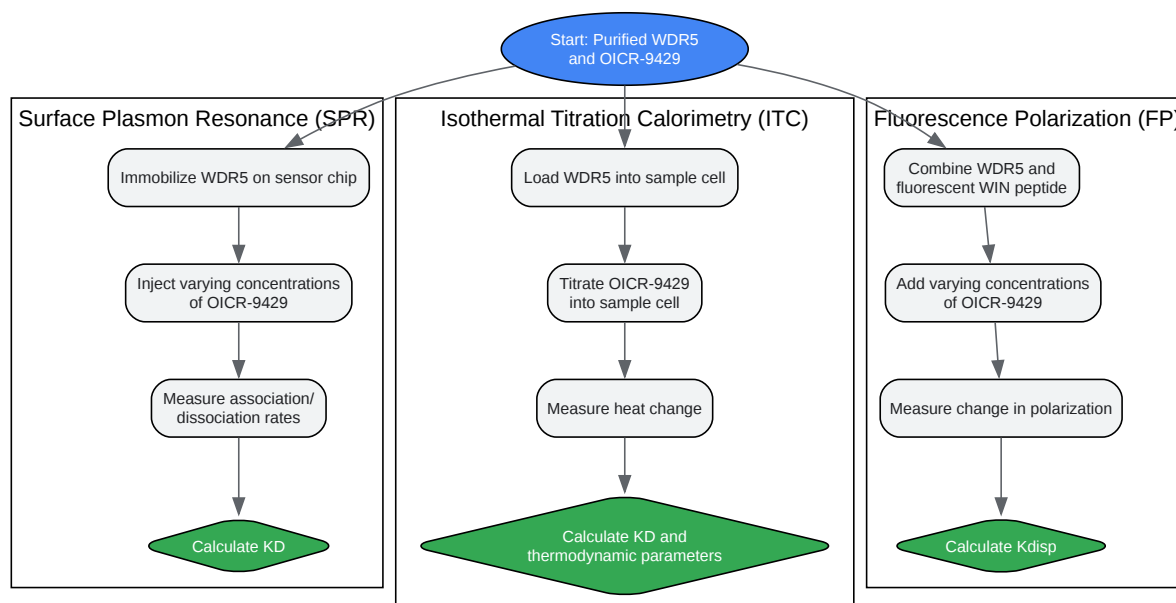 Start: Purified WDR5
and OICR-9429
Surface Plasmon Resonance (SPR)
Immobilize WDR5 on sensor chip
Inject varying concentrations
of OICR-9429
Measure association/
dissociation rates
Calculate KD
Isothermal Titration Calorimetry (ITC)
Load WDR5 into sample cell
Titrate OICR-9429
into sample cell
Measure heat change
Calculate KD and
thermodynamic parameters
Fluorescence Polarization (FP)
Combine WDR5 and
fluorescent WIN peptide
Add varying concentrations
of OICR-9429
Measure change in polarization
Calculate Kdisp